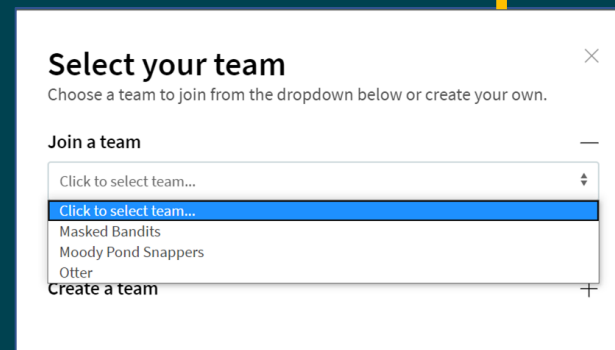 Select your team
Choose a team to join from the dropdown below or create your own.
Join a team
Click to select team...
Click to select team...
Masked Bandits
Moody Pond Snappers
Otter
Create a team